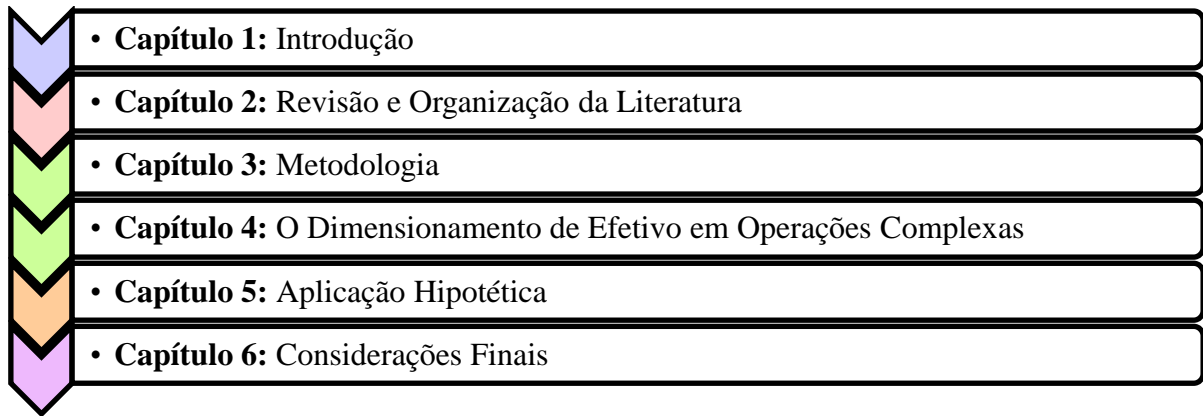 • Capítulo 1: Introdução
• Capítulo 2: Revisão e Organização da Literatura
• Capítulo 3: Metodologia
• Capítulo 4: O Dimensionamento de Efetivo em Operações Complexas
• Capítulo 5: Aplicação Hipotética
• Capítulo 6: Considerações Finais